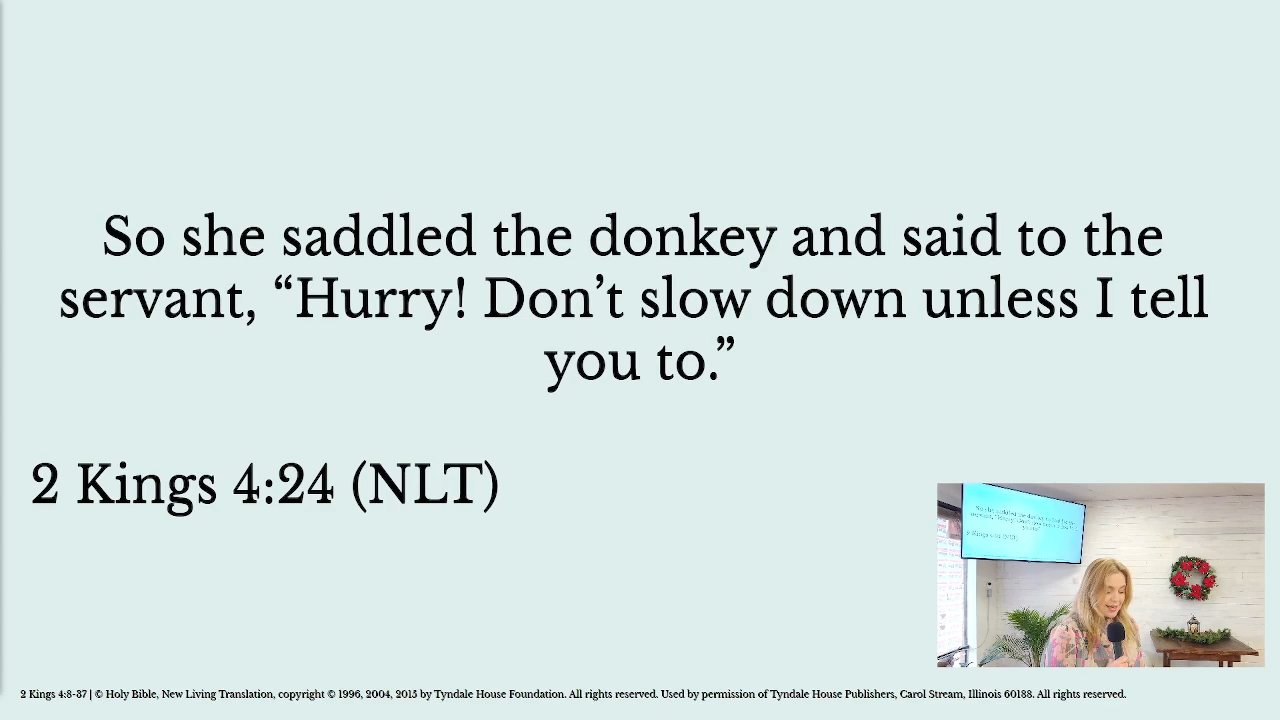 So she saddled the donkey and said to the
servant, “Hurry! Don’t slow down unless I tell
you to.”
2 Kings 4:24 (NLT)
2 Kings 4:8-37 | © Holy Bible, New Living Translation, copyright © 1996, 2004, 2015 by Tyndale House Foundation. All rights reserved. Used by permission of Tyndale House Publishers, Carol Stream, Illinois 60188. All rights reserved.